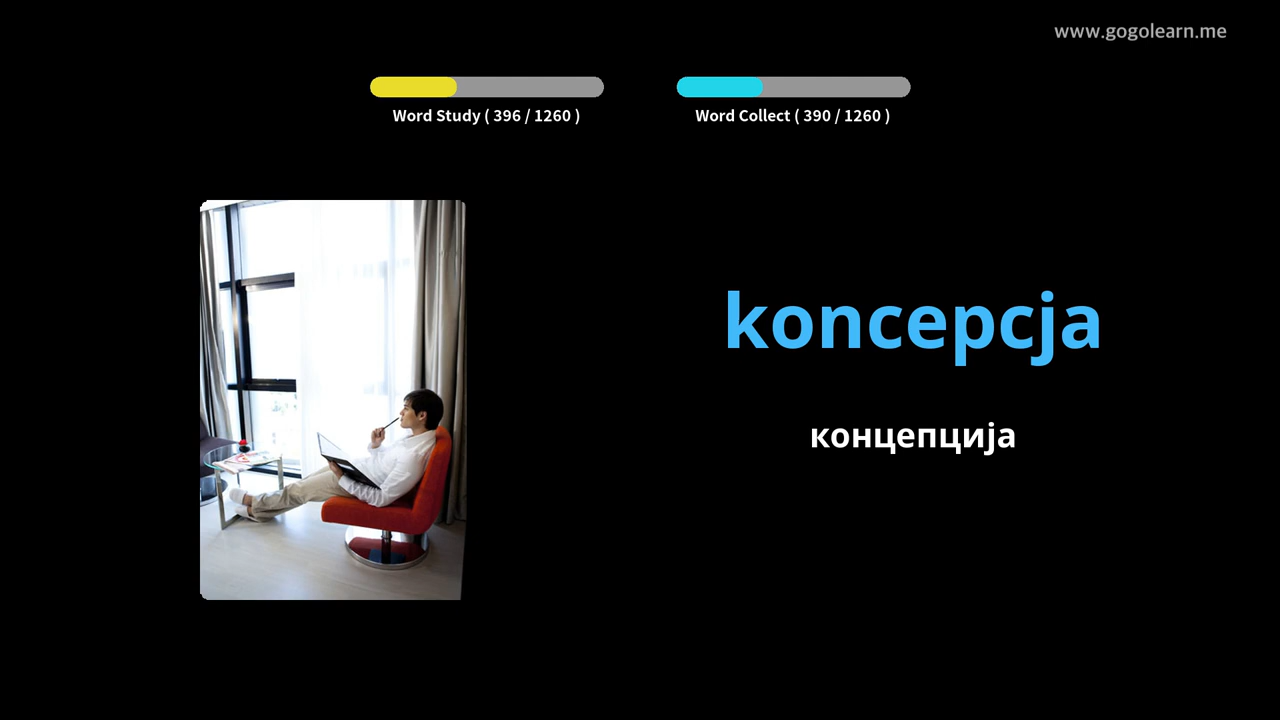 www.gogolearn.me
Word Study ( 396 / 1260 )
Word Collect ( 390 / 1260 )
koncepcja
концепција